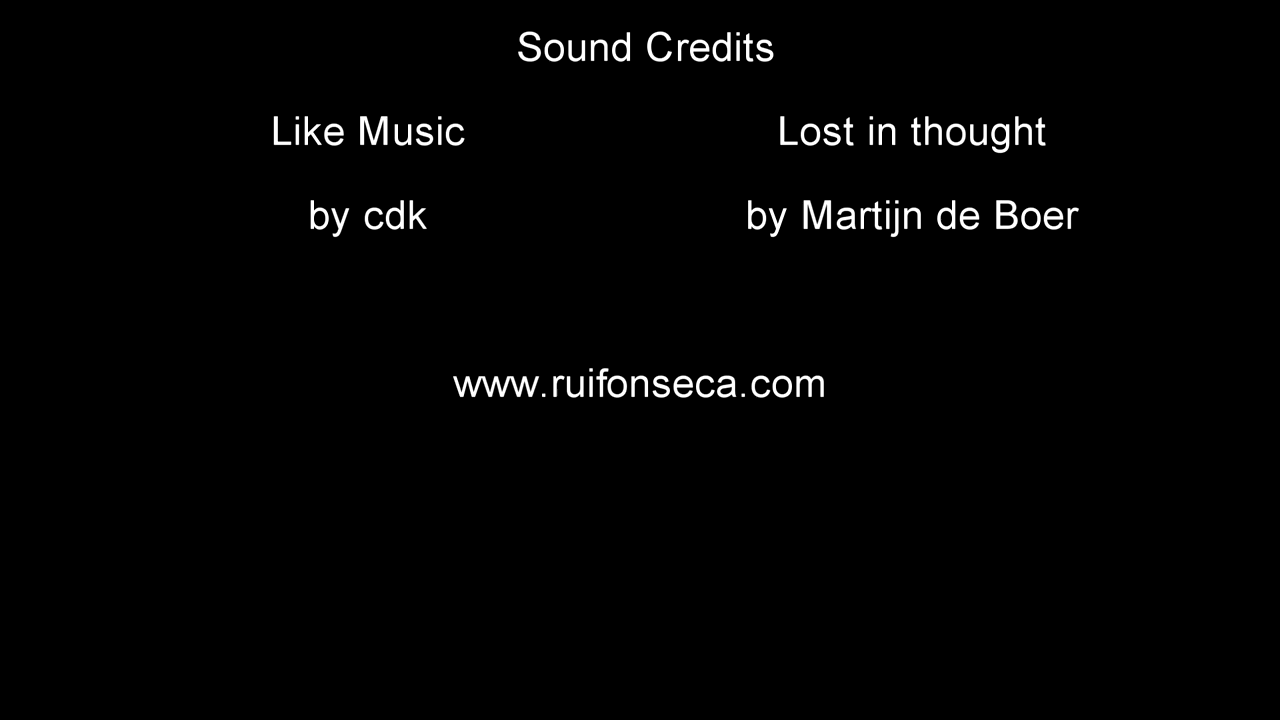 Sound Credits
Like Music
by cdk
Lost in thought
by Martijn de Boer
www.ruifonseca.com